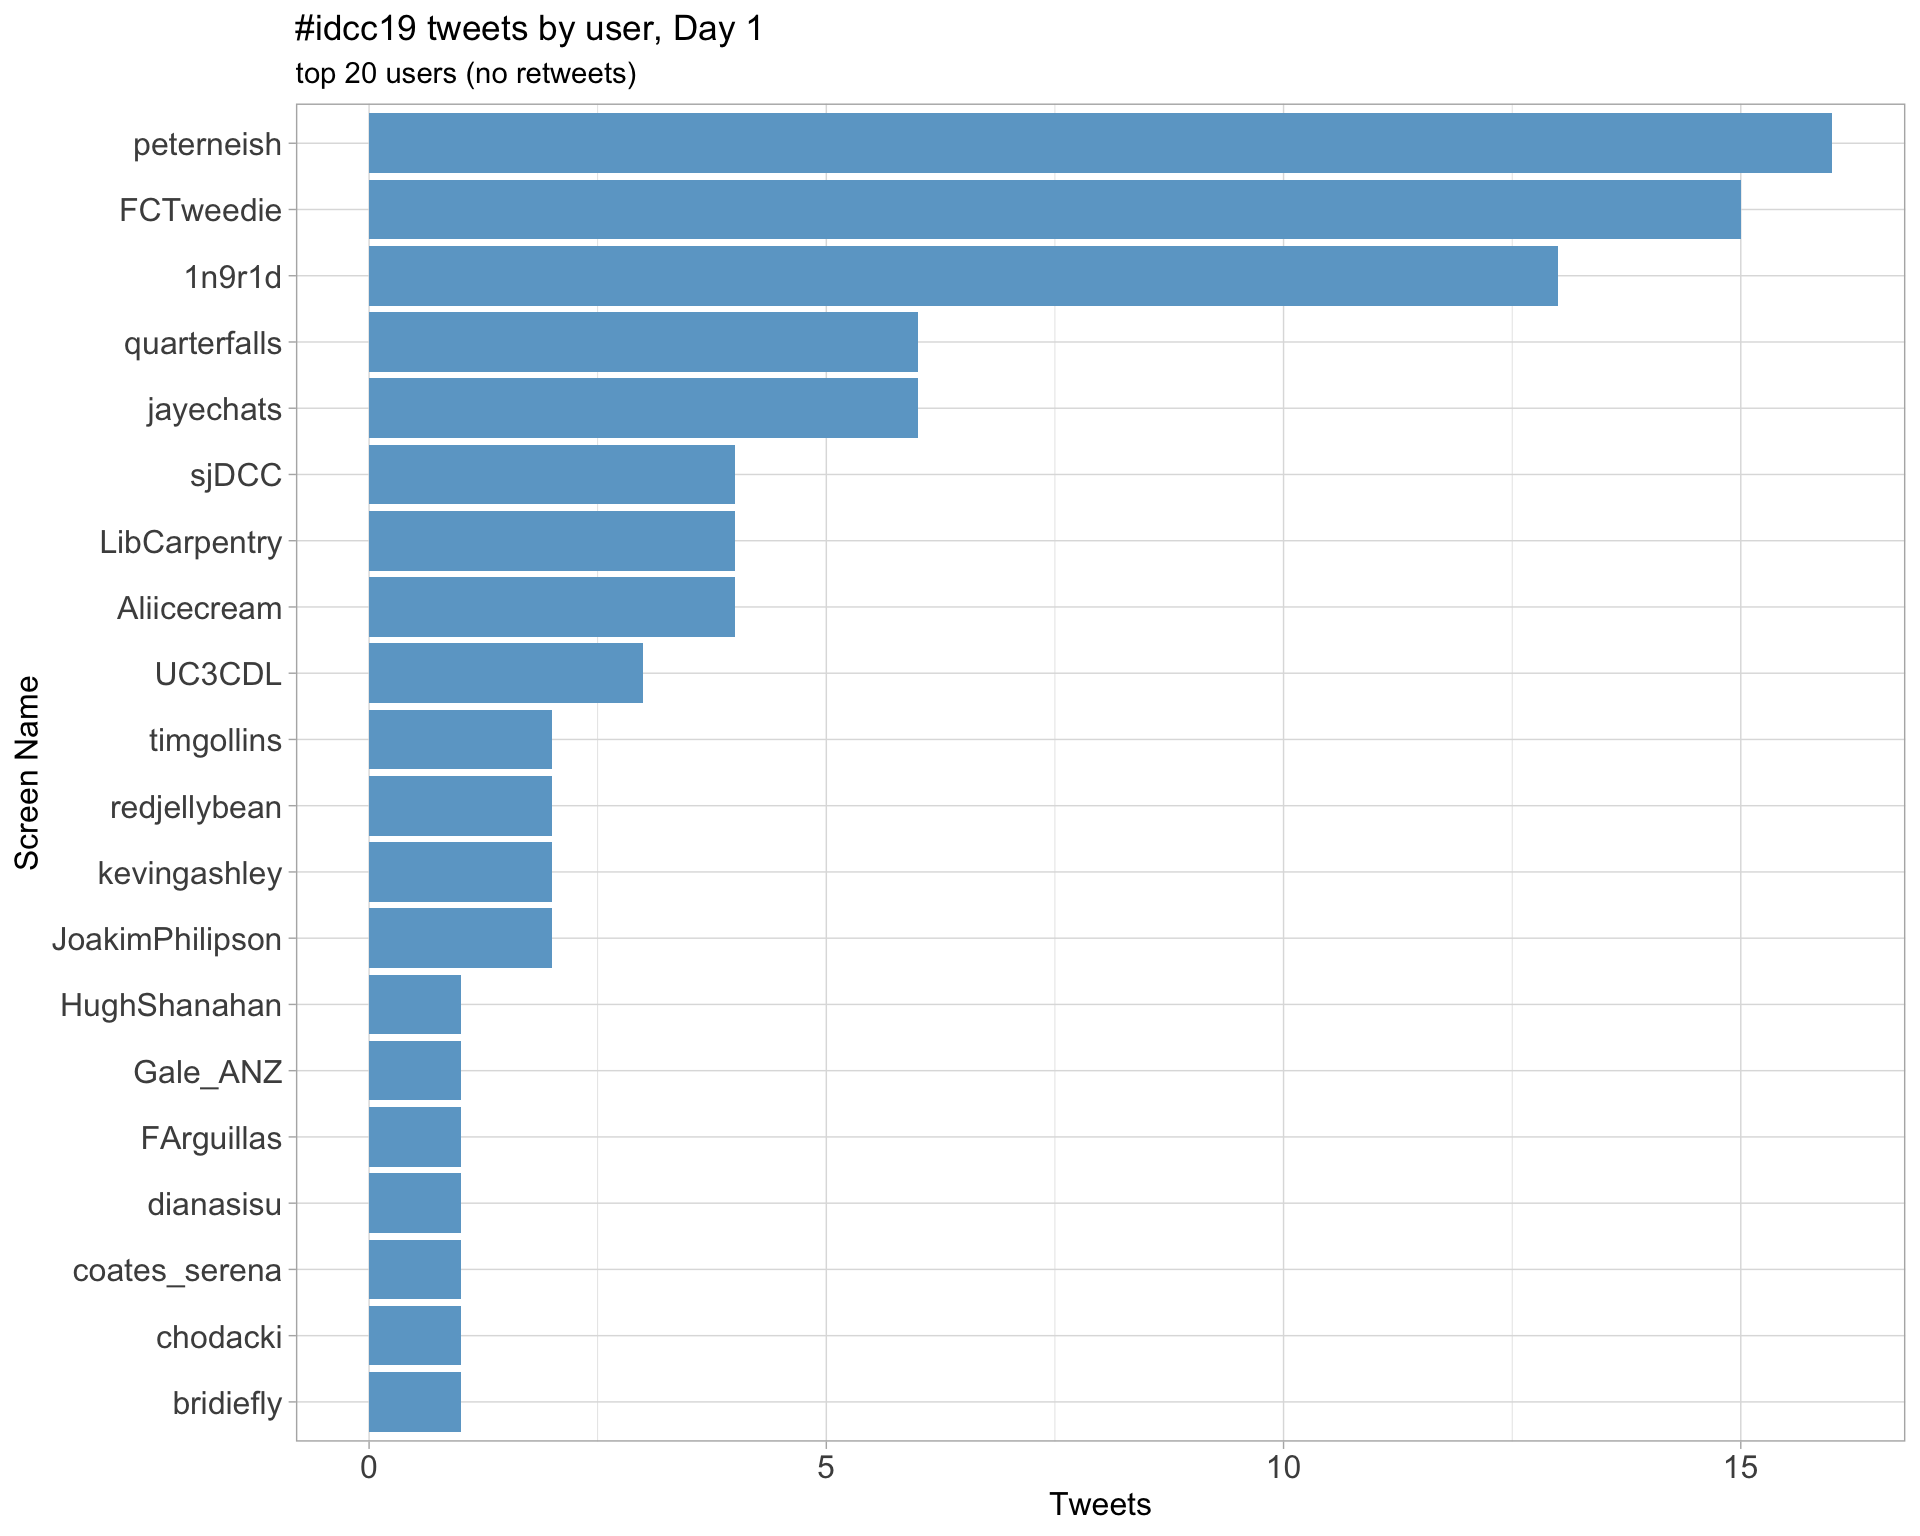 #idcc19 tweets by user, Day 1
top 20 users (no retweets)
peterneish
FCTweedie
1n9r1d
quarterfalls
jayechats
sjDCC
LibCarpentry
Aliicecream
UC3CDL
timgollins
redjellybean
kevingashley
JoakimPhilipson
HughShanahan
Gale_ANZ
FArguillas
dianasisu
coates_serena
chodacki
bridiefly
Screen Name
0 5 10 15
Tweets